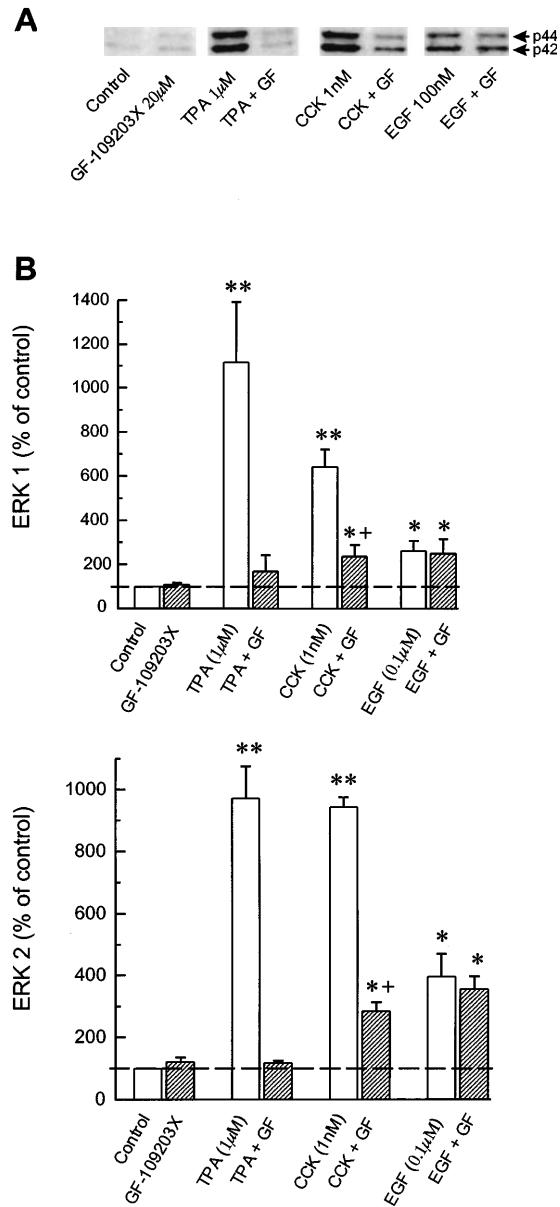 A
p44
p42
Control
GF-109203X 20μM
TPA 1μM
TPA + GF
CCK 1nM
CCK + GF
EGF 100nM
EGF + GF
B
ERK 1 (% of control)
1400
1200
1000
800
600
400
200
0
**
**
*+
*
*
Control
GF-109203X
TPA (1μM)
TPA + GF
CCK (1nM)
CCK + GF
EGF (0.1μM)
EGF + GF
ERK 2 (% of control)
1000
800
600
400
200
0
**
**
*+
*
*
Control
GF-109203X
TPA (1μM)
TPA + GF
CCK (1nM)
CCK + GF
EGF (0.1μM)
EGF + GF